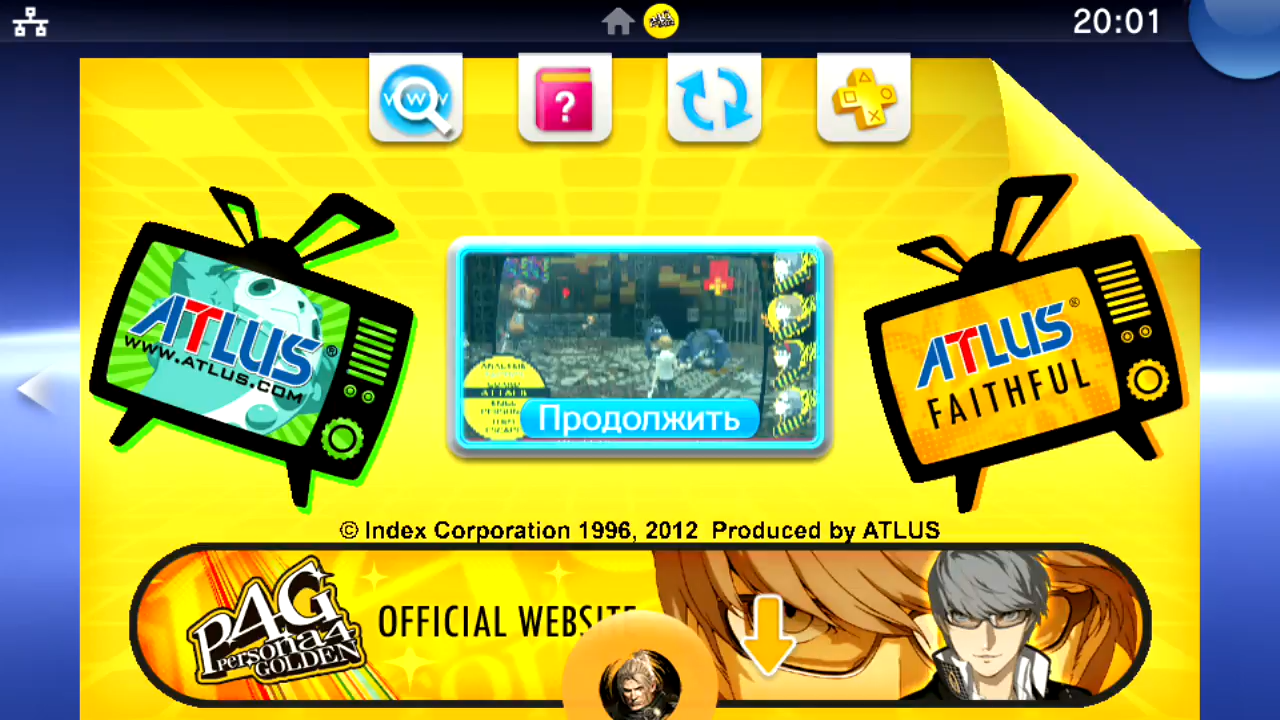 20:01
www
?
ATLUS®
WWW.ATLUS.COM
ATLUS®
FAITHFUL
Продолжить
© Index Corporation 1996, 2012 Produced by ATLUS
P4G
Persona4
GOLDEN
OFFICIAL WEBSITE